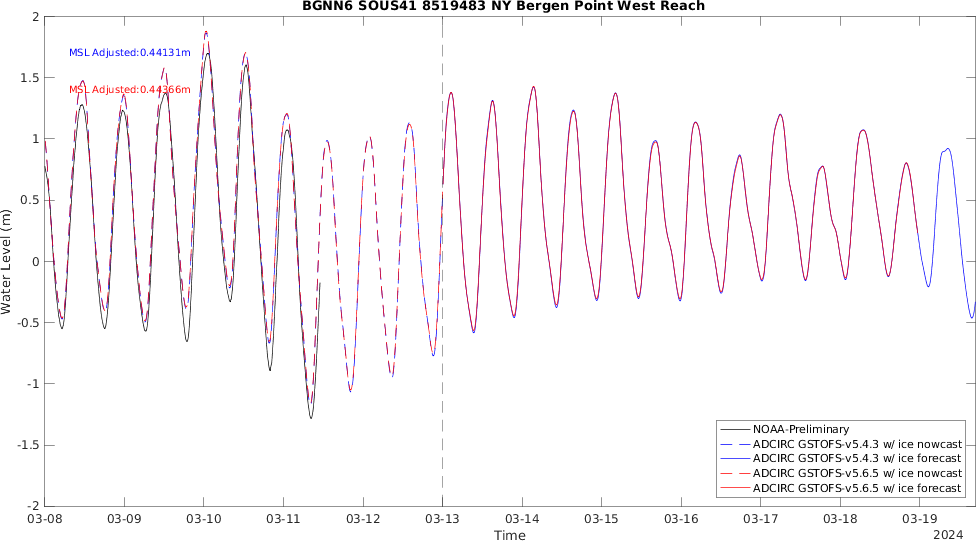 BGNN6 SOUS41 8519483 NY Bergen Point West Reach
2
MSL Adjusted:0.44131m
1.5
MSL Adjusted:0.44366m
1
0.5
0
-0.5
-1
-1.5
-2
Water Level (m)
NOAA-Preliminary
ADCIRC GSTOFS-v5.4.3 w/ ice nowcast
ADCIRC GSTOFS-v5.4.3 w/ ice forecast
ADCIRC GSTOFS-v5.6.5 w/ ice nowcast
ADCIRC GSTOFS-v5.6.5 w/ ice forecast
03-08 03-09 03-10 03-11 03-12 03-13 03-14 03-15 03-16 03-17 03-18 03-19
Time
2024